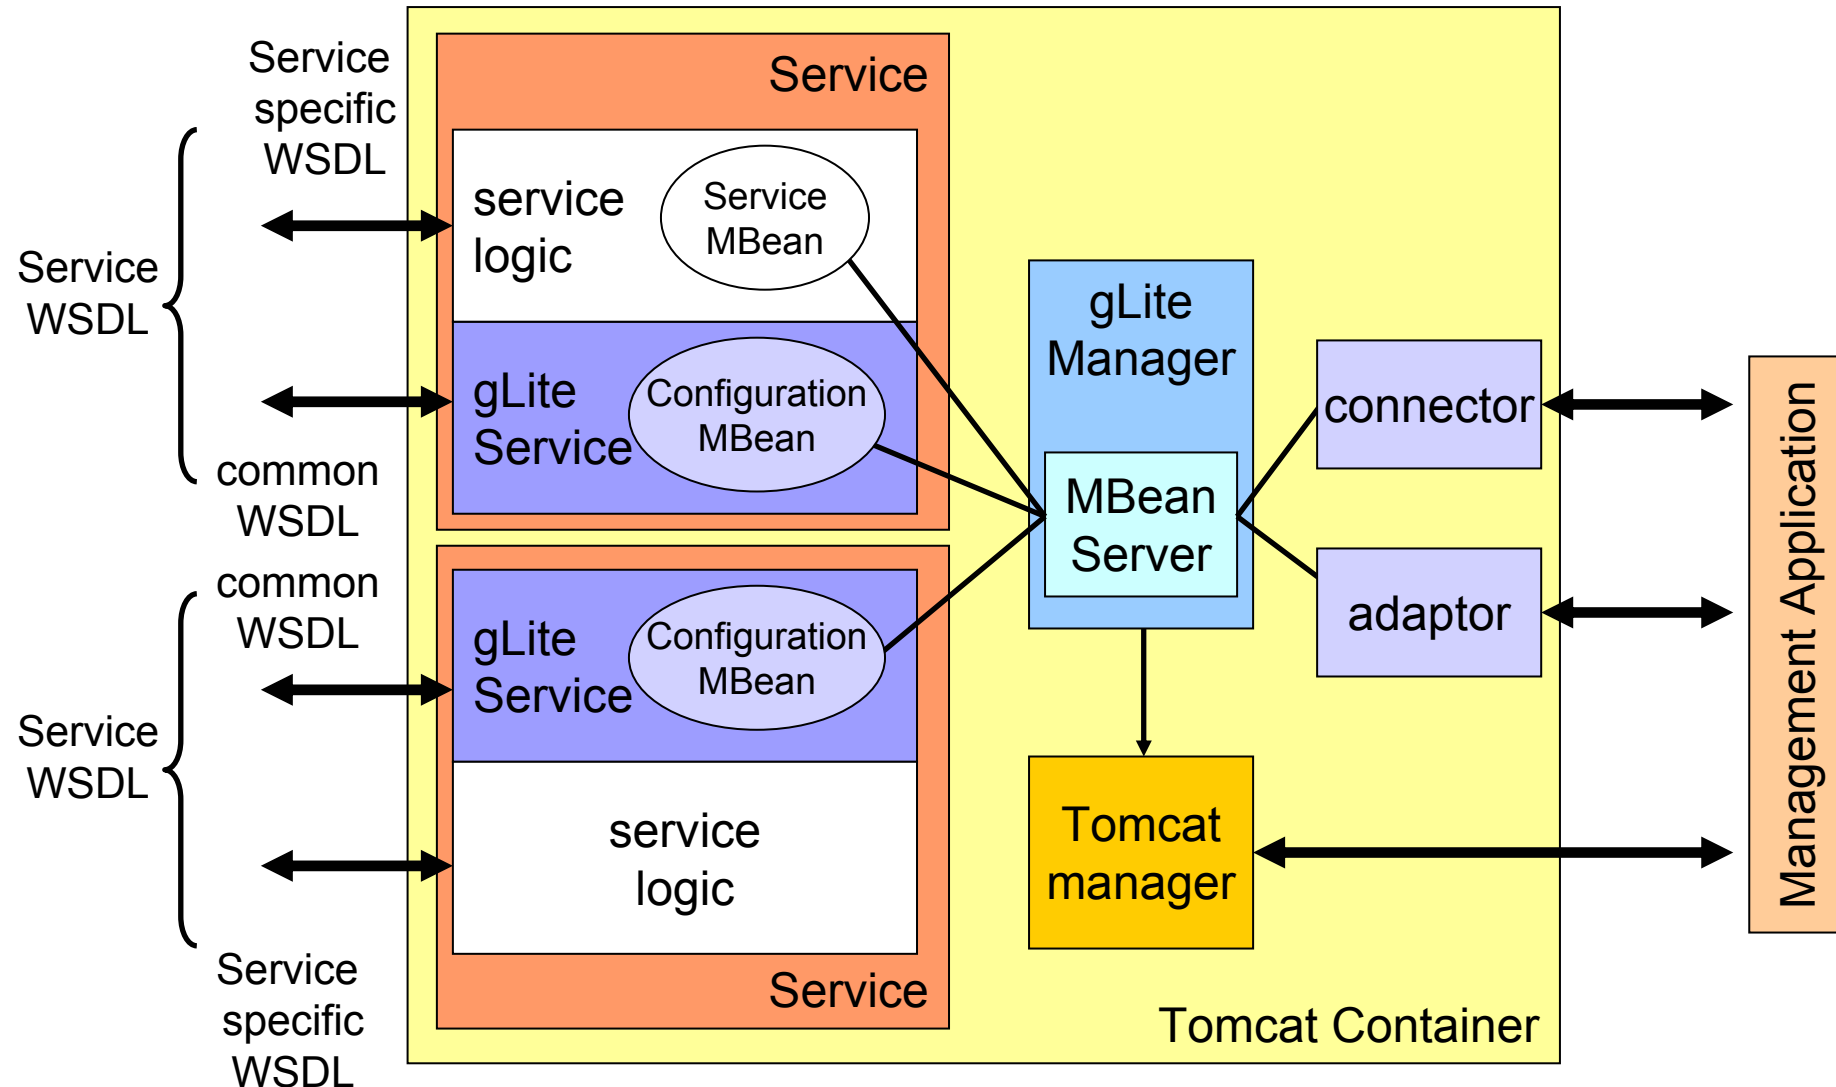 Service
specific
WSDL
Service
WSDL
common
WSDL
common
WSDL
Service
WSDL
Service
specific
WSDL
Service
service
logic
Service
MBean
gLite
Service
Configuration
MBean
gLite
Service
Configuration
MBean
service
logic
Service
gLite
Manager
MBean
Server
connector
adaptor
Tomcat
manager
Tomcat Container
Management Application